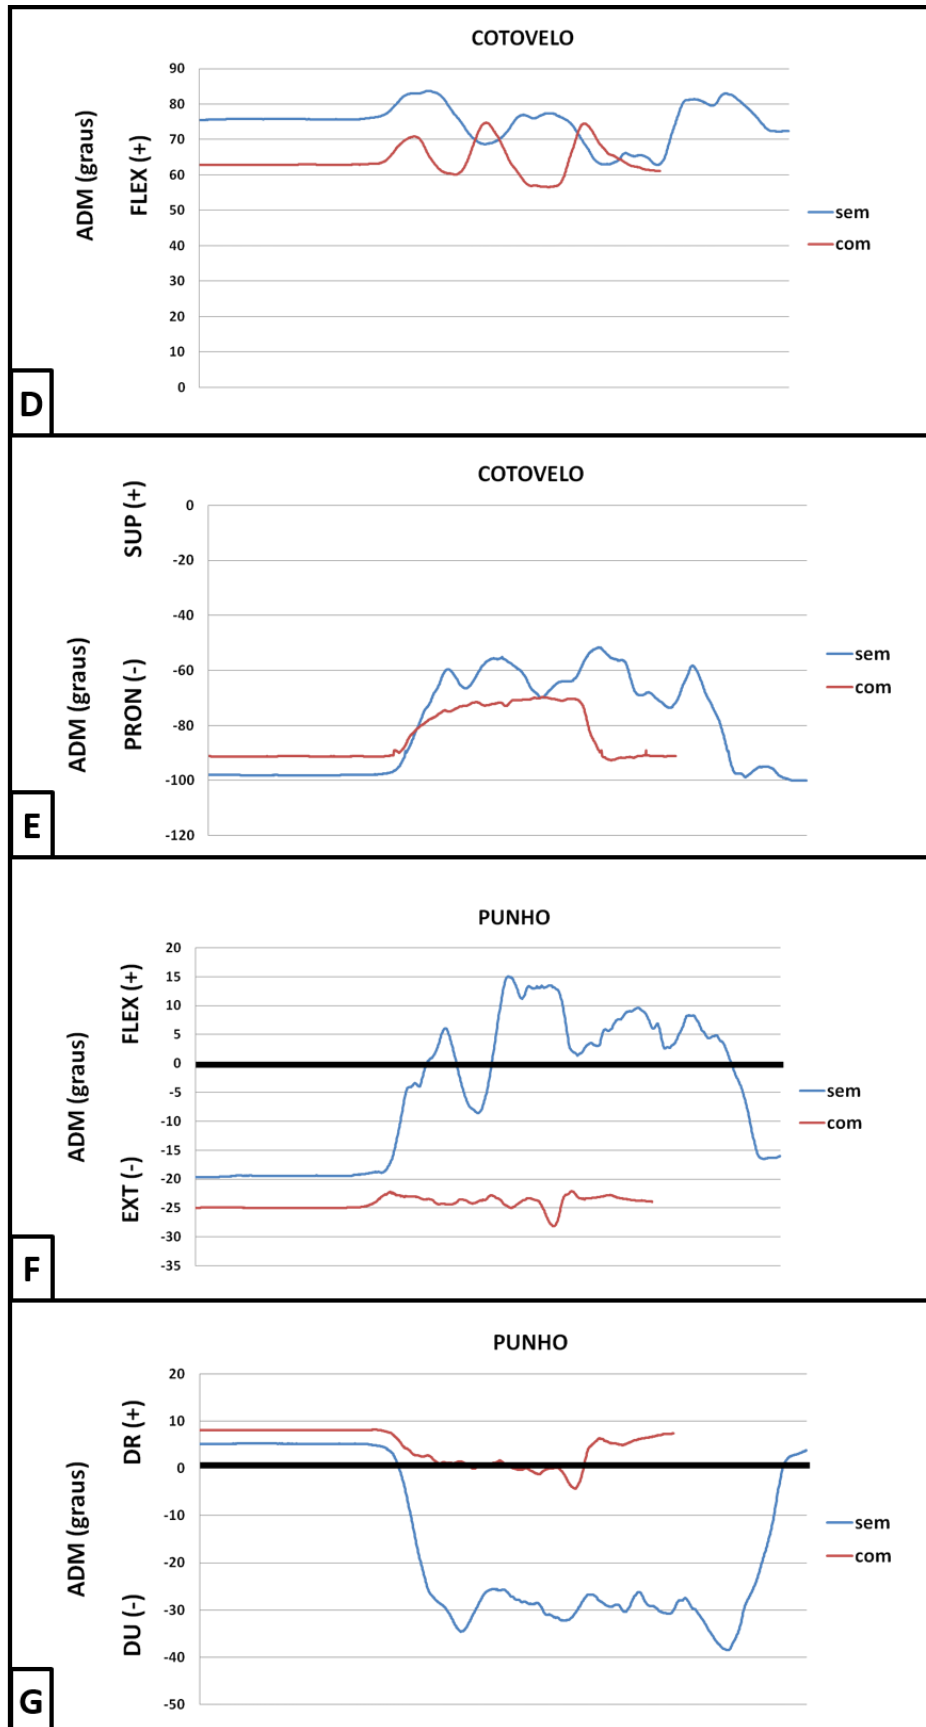 COTOVELO
ADM (graus)
FLEX (+)
90
80
70
60
50
40
30
20
10
0
sem
com
D
COTOVELO
ADM (graus)
PRON (-)
SUP (+)
0
-20
-40
-60
-80
-100
-120
sem
com
E
PUNHO
ADM (graus)
EXT (-)
FLEX (+)
20
15
10
5
0
-5
-10
-15
-20
-25
-30
-35
sem
com
F
PUNHO
ADM (graus)
DU (-)
DR (+)
20
10
0
-10
-20
-30
-40
-50
sem
com
G